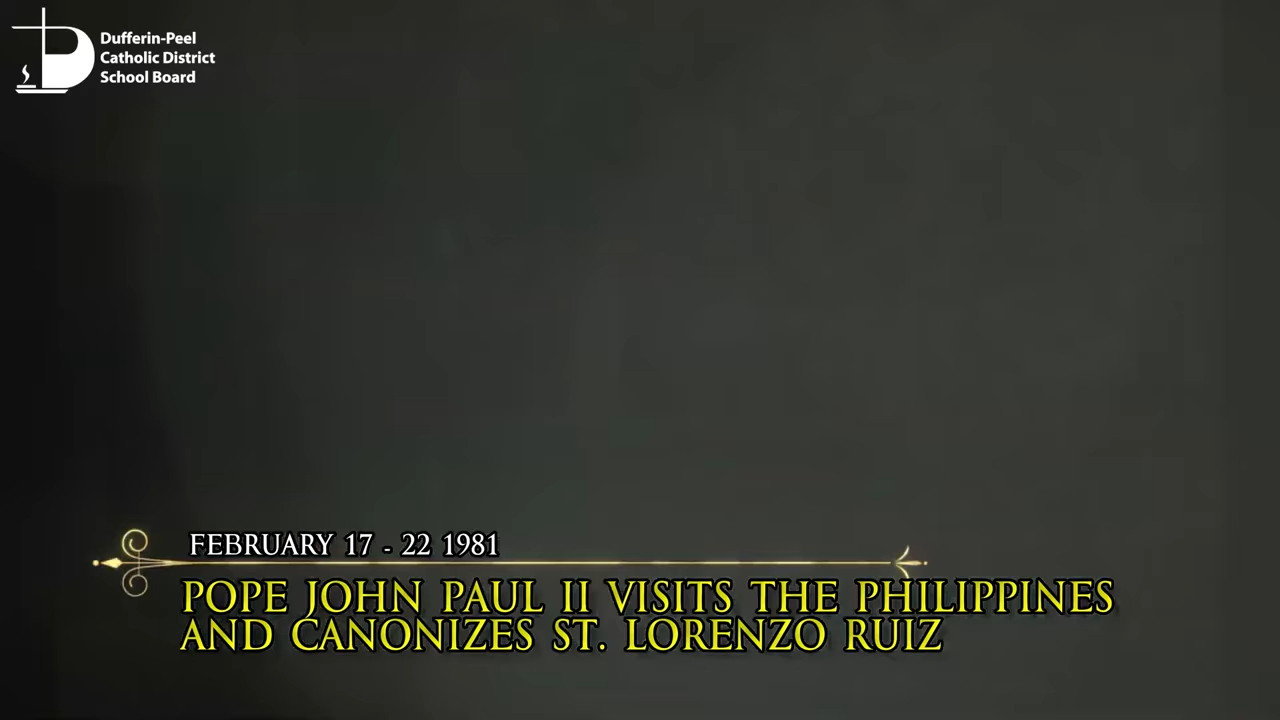 Dufferin-Peel
Catholic District
School Board
FEBRUARY 17 - 22 1981
POPE JOHN PAUL II VISITS THE PHILIPPINES
AND CANONIZES ST. LORENZO RUIZ